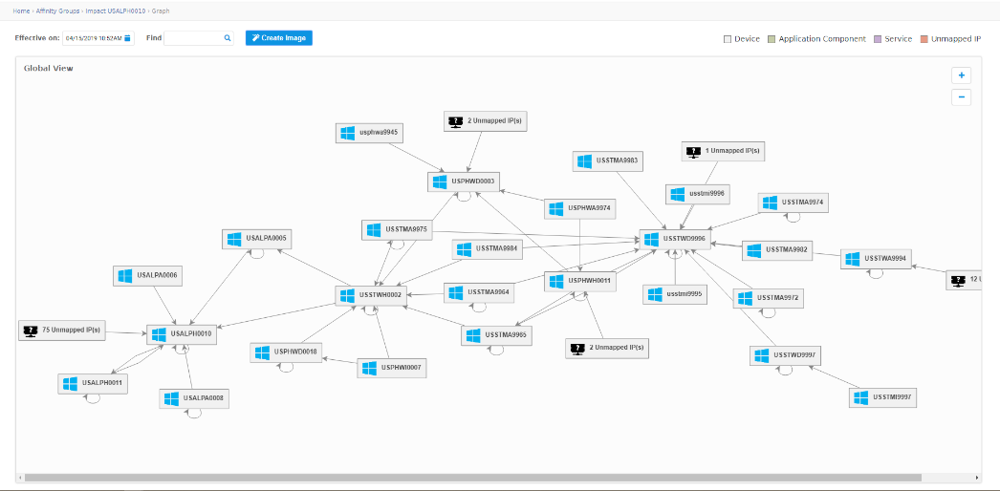 Home › Affinity Groups › Impact USALPH0010 › Graph
Effective on: 04/15/2019 10:52AM Find Create Image
Device Application Component Service Unmapped IP
Global View
+
−
2 Unmapped IP(s)
usphwa9945
1 Unmapped IP(s)
USSTMA9983
USPHWD0003
usstmi9996
USSTMA9974
USPHWA9974
USSTMA9975
USALPA0005
USSTWD9996
USSTMA9984
USSTMA9982
USSTWA9994
USALPA0006
USPHWH0011
12 U
USSTWH0002
USSTMA9964
usstmi9995
USSTMA9972
75 Unmapped IP(s)
USALPH0010
USSTMA9965
2 Unmapped IP(s)
USPHWD0018
USSTWD9997
USPHWI0007
USALPH0011
USALPA0008
USSTMI9997